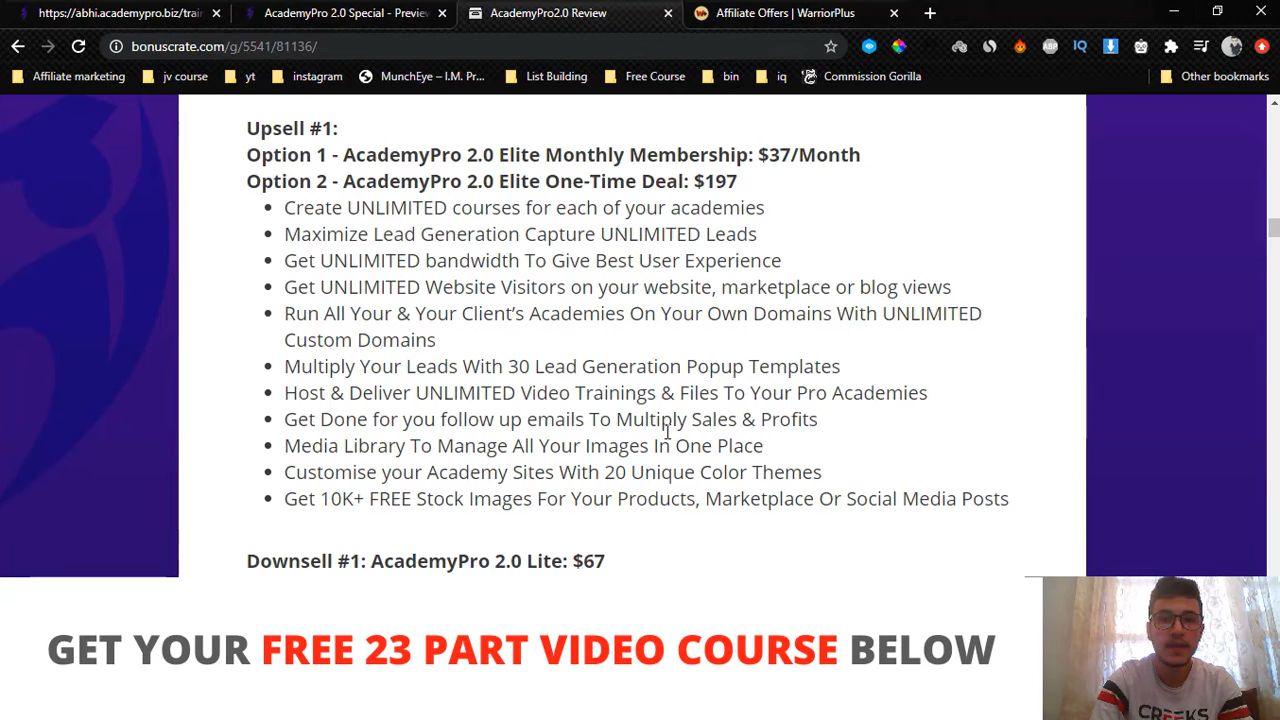 https://abhi.academypro.biz/trai
AcademyPro 2.0 Special - Preview
AcademyPro2.0 Review
Affiliate Offers | WarriorPlus
bonuscrate.com/g/5541/81136/
Affiliate marketing
jv course
yt
instagram
MunchEye – I.M. Pr...
List Building
Free Course
bin
iq
Commission Gorilla
Other bookmarks
Upsell #1:
Option 1 - AcademyPro 2.0 Elite Monthly Membership: $37/Month
Option 2 - AcademyPro 2.0 Elite One-Time Deal: $197
Create UNLIMITED courses for each of your academies
Maximize Lead Generation Capture UNLIMITED Leads
Get UNLIMITED bandwidth To Give Best User Experience
Get UNLIMITED Website Visitors on your website, marketplace or blog views
Run All Your & Your Client's Academies On Your Own Domains With UNLIMITED
Custom Domains
Multiply Your Leads With 30 Lead Generation Popup Templates
Host & Deliver UNLIMITED Video Trainings & Files To Your Pro Academies
Get Done for you follow up emails To Multiply Sales & Profits
Media Library To Manage All Your Images In One Place
Customise your Academy Sites With 20 Unique Color Themes
Get 10K+ FREE Stock Images For Your Products, Marketplace Or Social Media Posts
Downsell #1: AcademyPro 2.0 Lite: $67
GET YOUR FREE 23 PART VIDEO COURSE BELOW
CREEKS